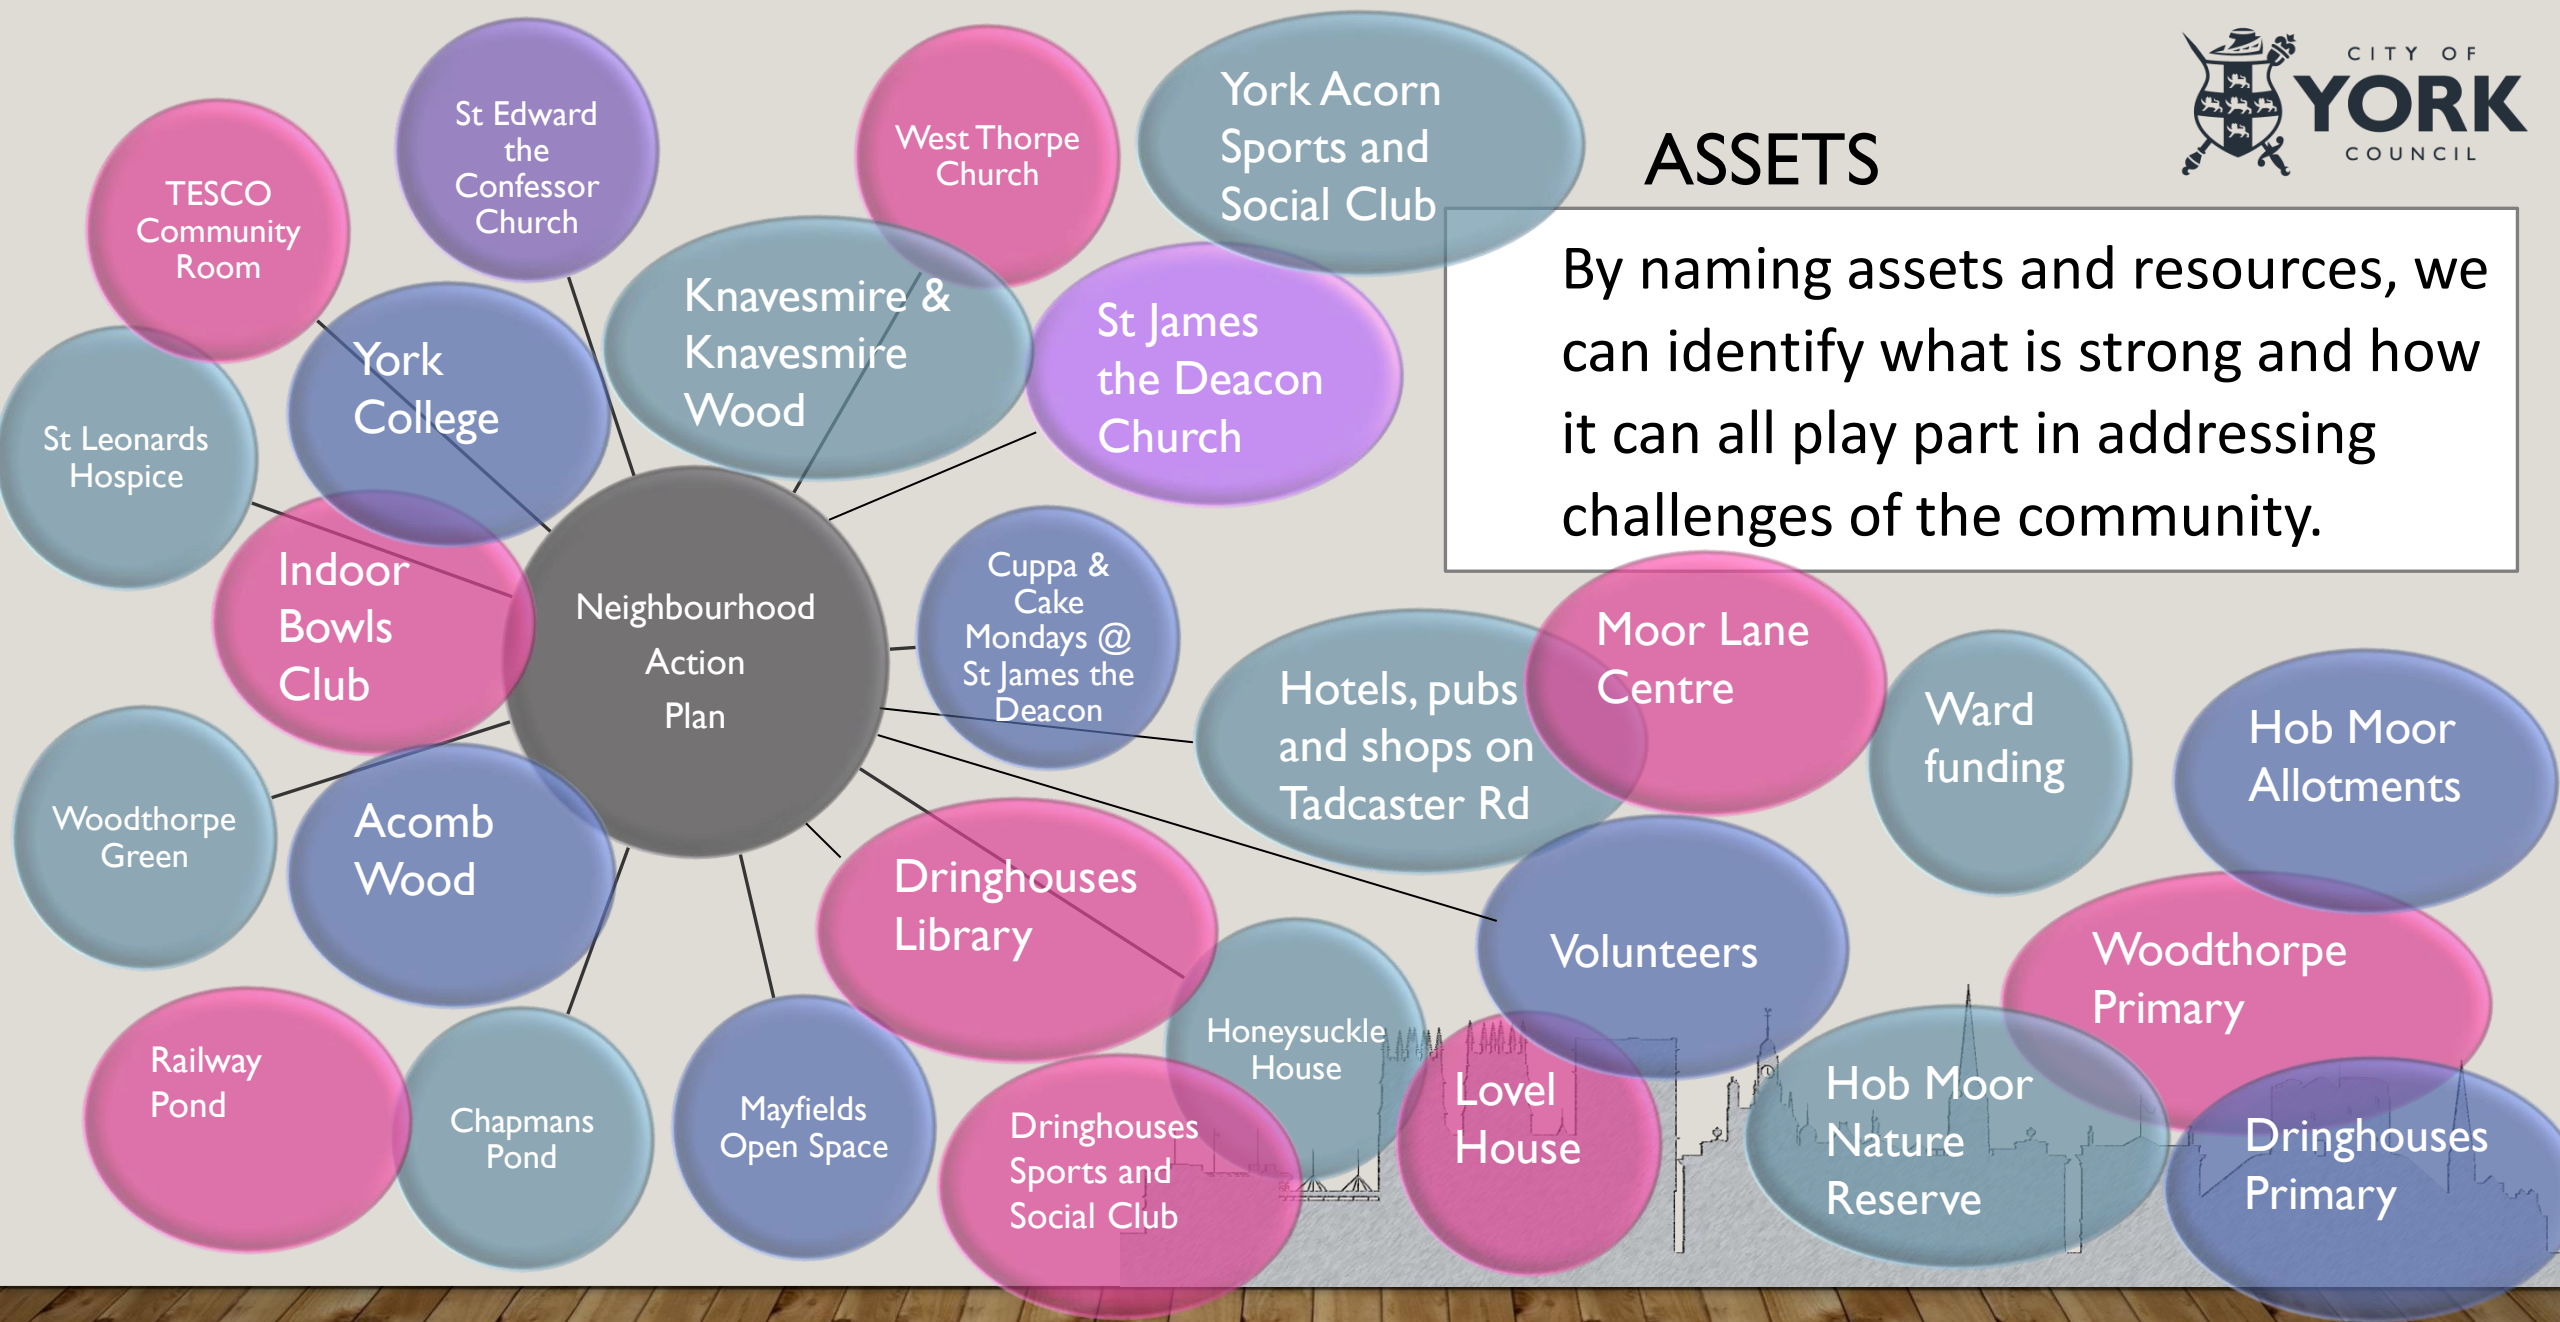 CITY OF
YORK
COUNCIL
ASSETS
By naming assets and resources, we
can identify what is strong and how
it can all play part in addressing
challenges of the community.
St Edward
the
Confessor
Church
West Thorpe
Church
York Acorn
Sports and
Social Club
TESCO
Community
Room
Knavesmire &
Knavesmire
Wood
St James
the Deacon
Church
York
College
St Leonards
Hospice
Indoor
Bowls
Club
Neighbourhood
Action
Plan
Cuppa &
Cake
Mondays @
St James the
Deacon
Hotels, pubs
and shops on
Tadcaster Rd
Moor Lane
Centre
Ward
funding
Hob Moor
Allotments
Woodthorpe
Green
Acomb
Wood
Dringhouses
Library
Volunteers
Woodthorpe
Primary
Railway
Pond
Chapmans
Pond
Mayfields
Open Space
Dringhouses
Sports and
Social Club
Honeysuckle
House
Lovel
House
Hob Moor
Nature
Reserve
Dringhouses
Primary